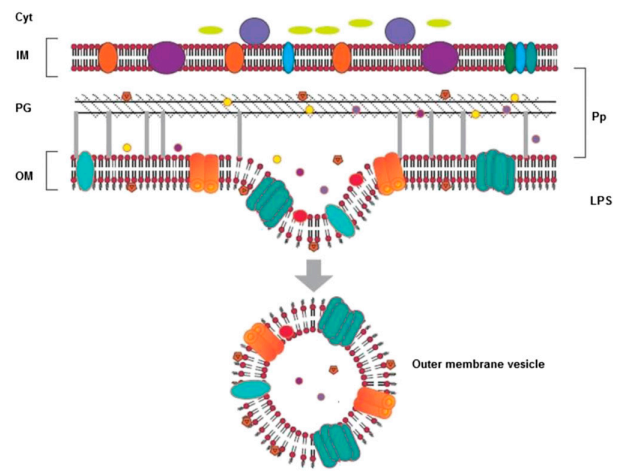 Cyt
IM
PG
Pp
OM
LPS
Outer membrane vesicle